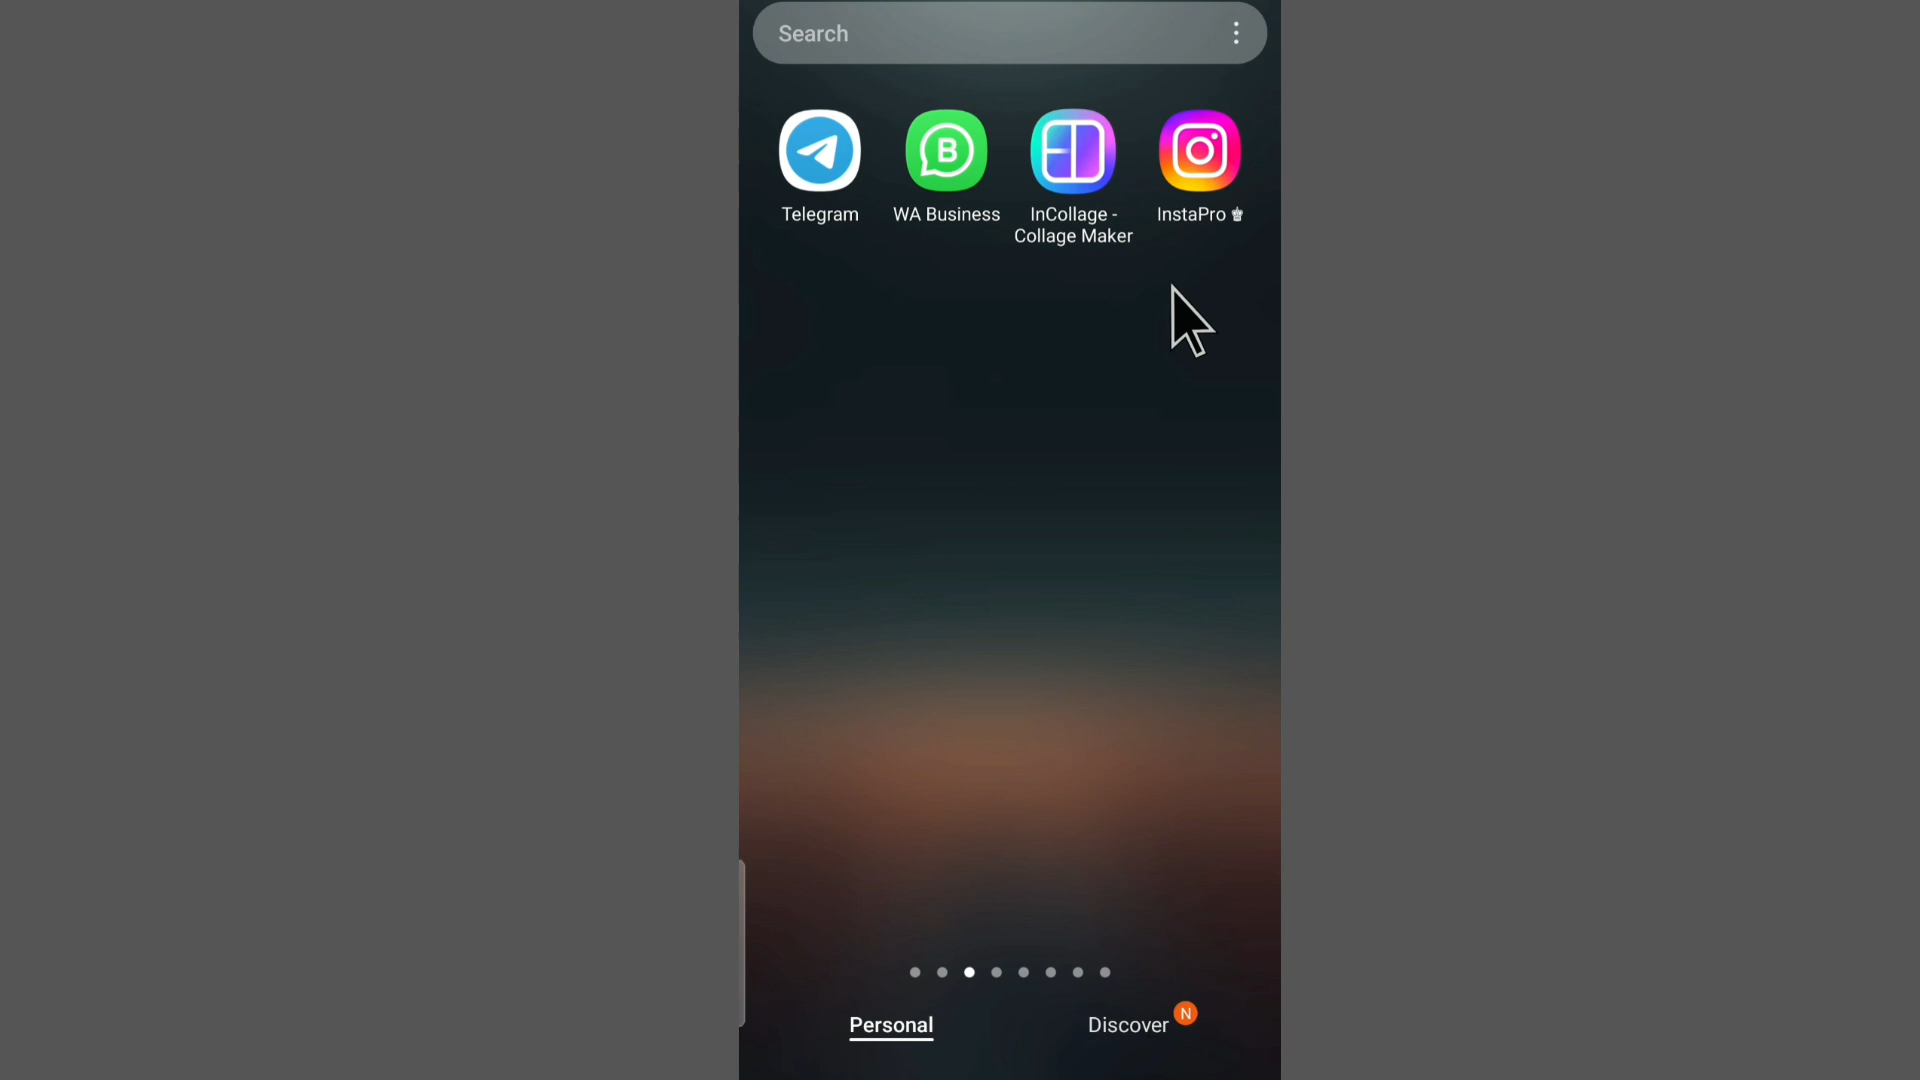 Search
Telegram
WA Business
B
InCollage -
Collage Maker
InstaPro ♚
Personal
Discover
N